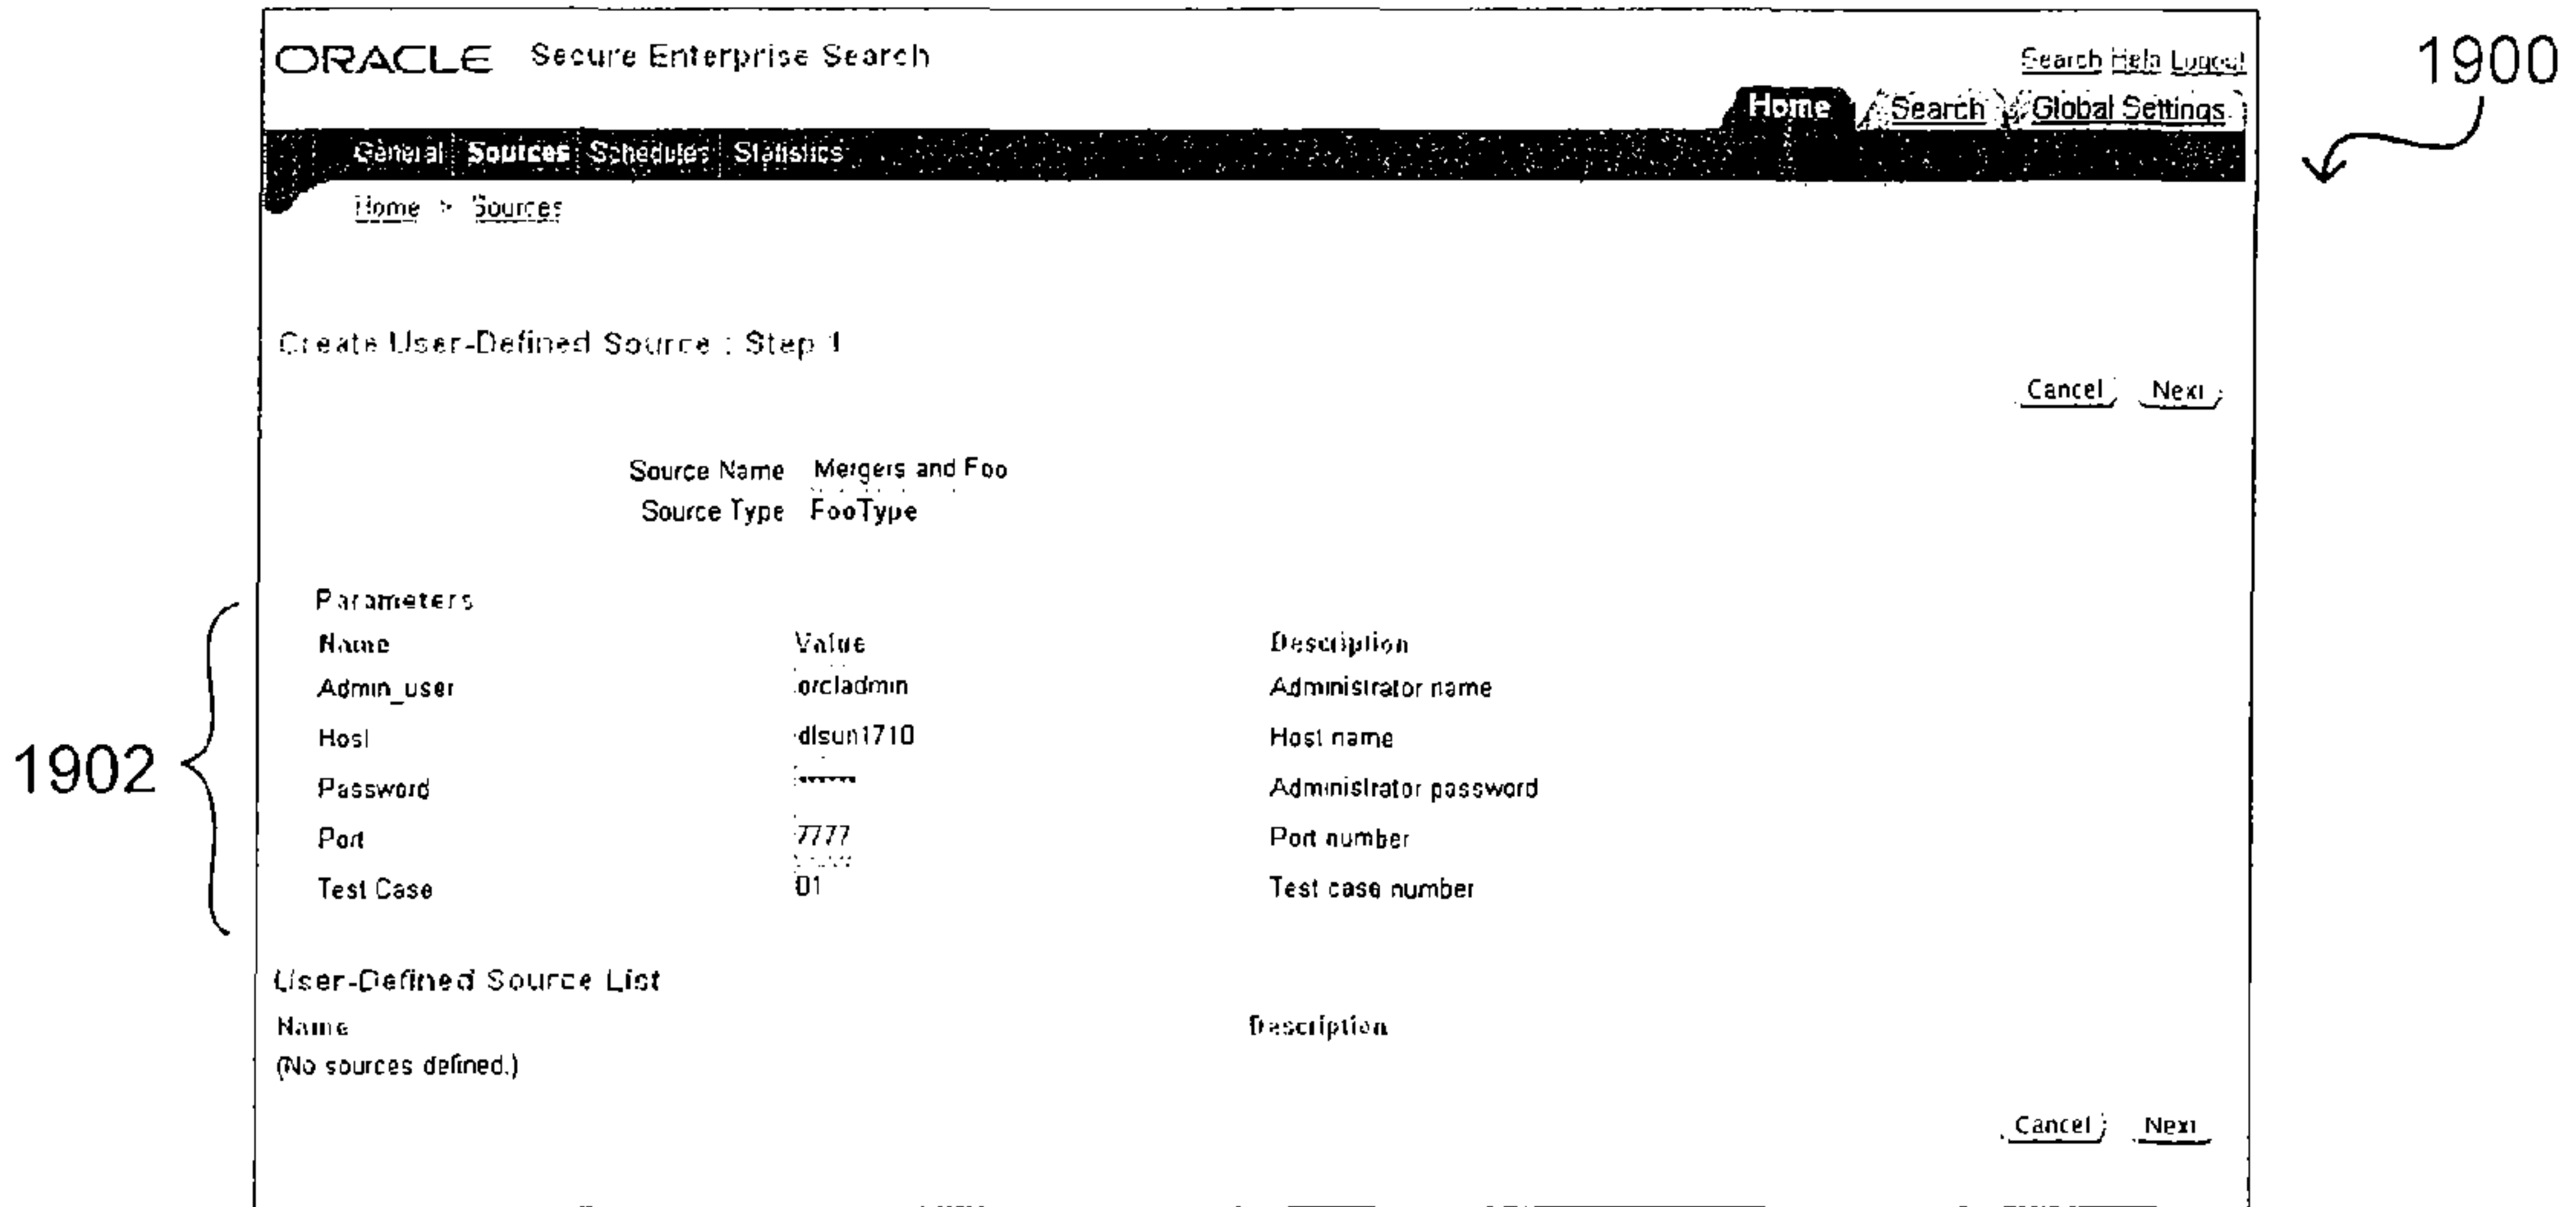 ORACLE Secure Enterprise Search
Search Help Logout
1900
Home Search Global Settings
General Sources Schedules Statistics
Home > Sources
Create User-Defined Source : Step 1
Cancel Next
Source Name Mergers and Foo
Source Type FooType
1902
Parameters
Name Value Description
Admin_user orcladmin Administrator name
Host dlsun1710 Host name
Password ****** Administrator password
Port 7777 Port number
Test Case 01 Test case number
User-Defined Source List
Name Description
(No sources defined.)
Cancel Next